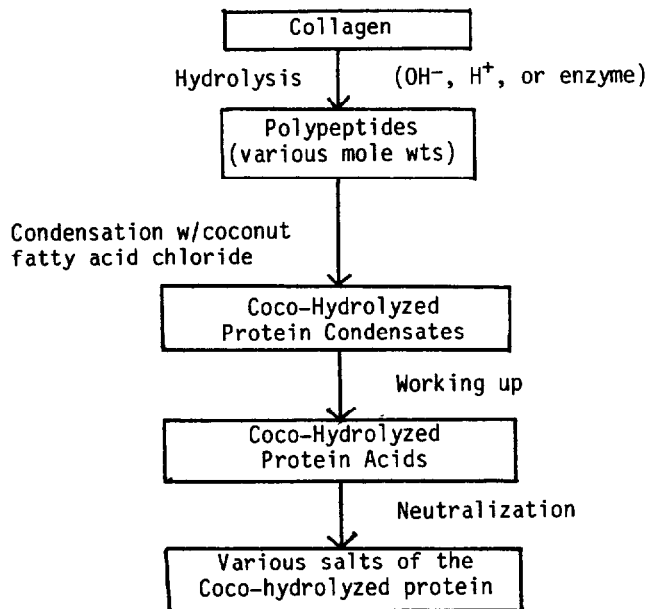 Collagen
Hydrolysis
(OH⁻, H⁺, or enzyme)
Polypeptides
(various mole wts)
Condensation w/coconut
fatty acid chloride
Coco-Hydrolyzed
Protein Condensates
Working up
Coco-Hydrolyzed
Protein Acids
Neutralization
Various salts of the
Coco-hydrolyzed protein